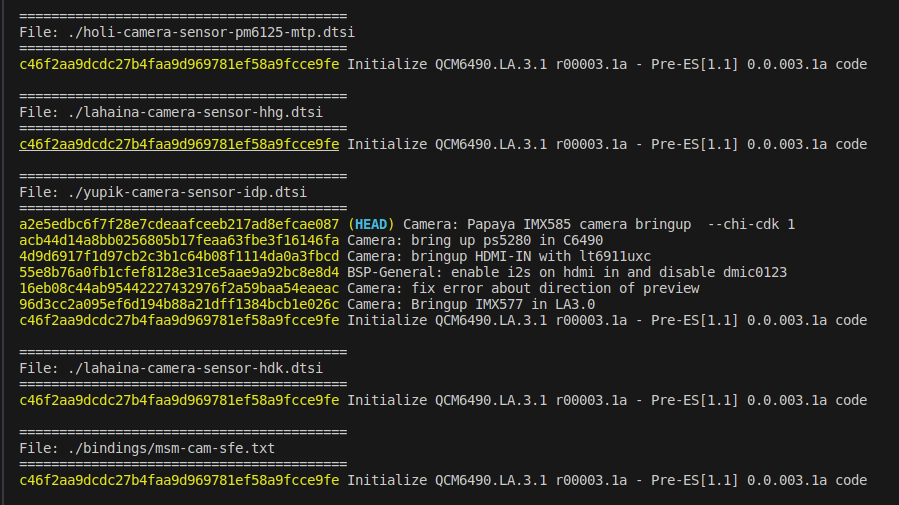 =========================================
File: ./holi-camera-sensor-pm6125-mtp.dtsi
=========================================
c46f2aa9dcdc27b4faa9d969781ef58a9fcce9fe Initialize QCM6490.LA.3.1 r00003.1a - Pre-ES[1.1] 0.0.003.1a code
=========================================
File: ./lahaina-camera-sensor-hhg.dtsi
=========================================
c46f2aa9dcdc27b4faa9d969781ef58a9fcce9fe Initialize QCM6490.LA.3.1 r00003.1a - Pre-ES[1.1] 0.0.003.1a code
=========================================
File: ./yupik-camera-sensor-idp.dtsi
=========================================
a2e5edbc6f7f28e7cdeaafceeb217ad8efcae087 (HEAD) Camera: Papaya IMX585 camera bringup  --chi-cdk 1
acb44d14a8bb0256805b17feaa63fbe3f16146fa Camera: bring up ps5280 in C6490
4d9d6917f1d97cb2c3b1c64b08f1114da0a3fbcd Camera: bringup HDMI-IN with lt6911uxc
55e8b76a0fb1cfef8128e31ce5aae9a92bc8e8d4 BSP-General: enable i2s on hdmi in and disable dmic0123
16eb08c44ab95442227432976f2a59baa54eaeac Camera: fix error about direction of preview
96d3cc2a095ef6d194b88a21dff1384bcb1e026c Camera: Bringup IMX577 in LA3.0
c46f2aa9dcdc27b4faa9d969781ef58a9fcce9fe Initialize QCM6490.LA.3.1 r00003.1a - Pre-ES[1.1] 0.0.003.1a code
=========================================
File: ./lahaina-camera-sensor-hdk.dtsi
=========================================
c46f2aa9dcdc27b4faa9d969781ef58a9fcce9fe Initialize QCM6490.LA.3.1 r00003.1a - Pre-ES[1.1] 0.0.003.1a code
=========================================
File: ./bindings/msm-cam-sfe.txt
=========================================
c46f2aa9dcdc27b4faa9d969781ef58a9fcce9fe Initialize QCM6490.LA.3.1 r00003.1a - Pre-ES[1.1] 0.0.003.1a code